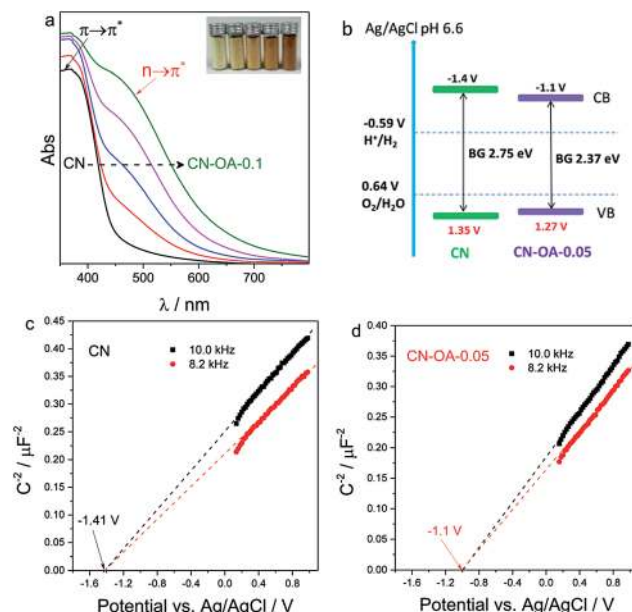 a
π→π*
n→π*
CN
CN-OA-0.1
Abs
400
500
600
700
λ / nm
b
Ag/AgCl pH 6.6
-1.4 V
-1.1 V
CB
-0.59 V
H⁺/H₂
BG 2.75 eV
BG 2.37 eV
0.64 V
O₂/H₂O
VB
1.35 V
1.27 V
CN
CN-OA-0.05
c
CN
10.0 kHz
8.2 kHz
0.45
0.40
0.35
0.30
0.25
0.20
0.15
0.10
0.05
0.00
C⁻² / μF⁻²
-1.41 V
-1.6
-1.2
-0.8
-0.4
0.0
0.4
0.8
Potential vs. Ag/AgCl / V
d
CN-OA-0.05
10.0 kHz
8.2 kHz
0.40
0.35
0.30
0.25
0.20
0.15
0.10
0.05
0.00
C⁻² / μF⁻²
-1.1 V
-1.6
-1.2
-0.8
-0.4
0.0
0.4
0.8
Potential vs. Ag/AgCl / V